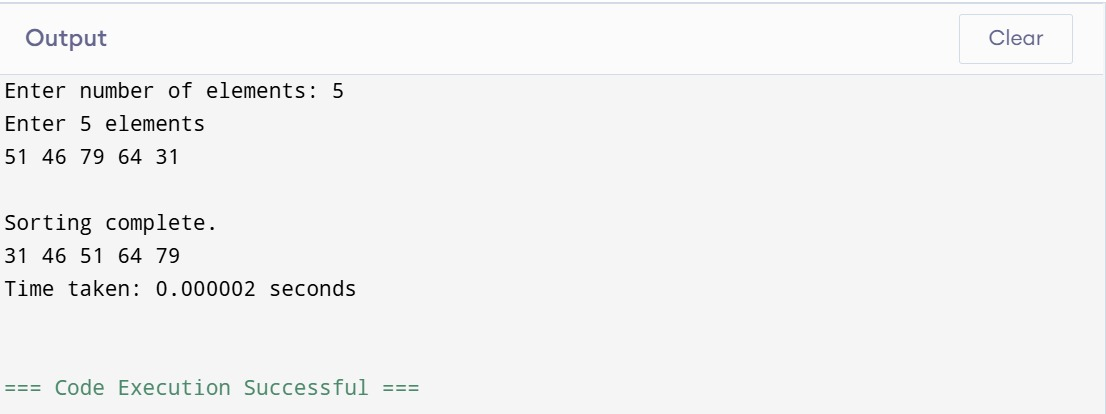 Output
Clear
Enter number of elements: 5
Enter 5 elements
51 46 79 64 31
Sorting complete.
31 46 51 64 79
Time taken: 0.000002 seconds
=== Code Execution Successful ===